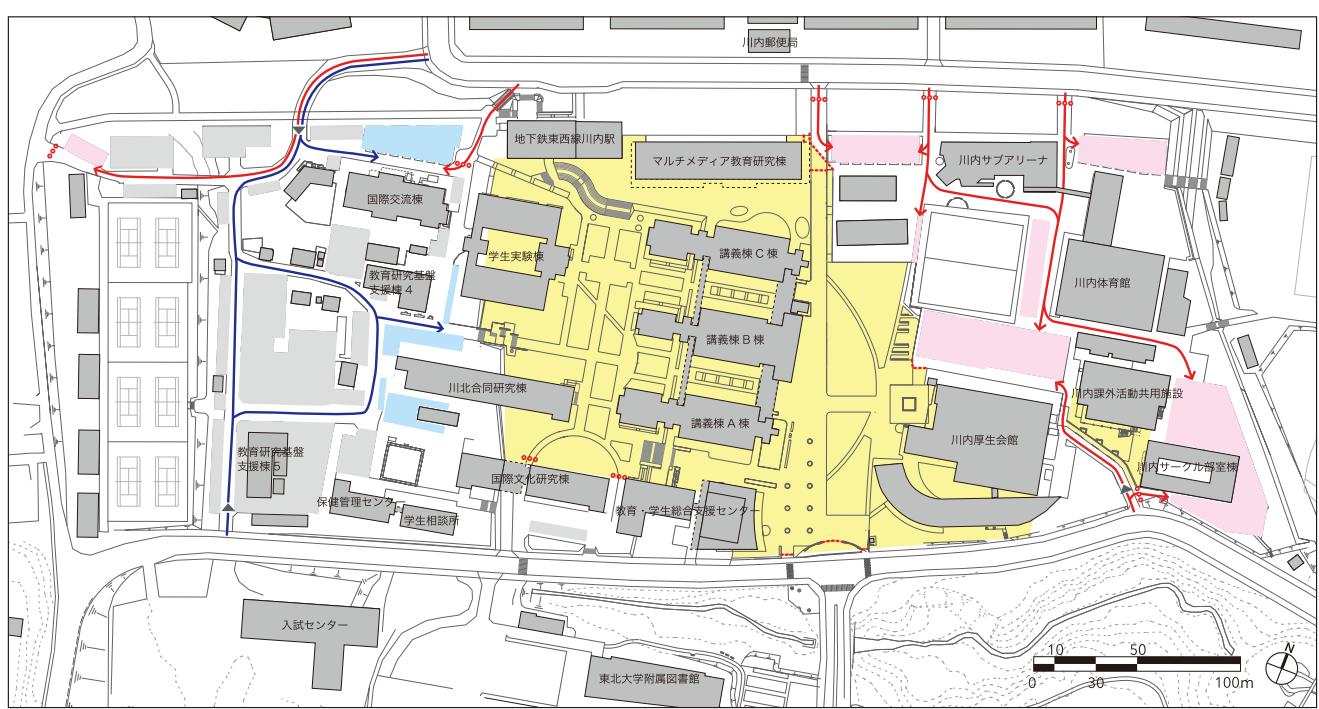 川内郵便局
地下鉄東西線川内駅
マルチメディア教育研究棟
川内サブアリーナ
国際交流棟
学生実験棟
講義棟C棟
教育研究基盤
支援棟4
川内体育館
講義棟B棟
川北合同研究棟
川内課外活動共用施設
講義棟A棟
川内厚生会館
教育研究基盤
支援棟5
川内サークル部室棟
国際文化研究棟
保健管理センター
教育・学生総合支援センター
学生相談所
入試センター
東北大学附属図書館
N
10 50
0 30 100m